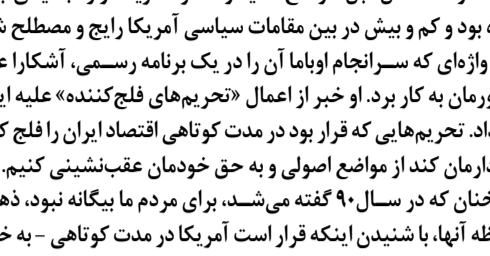 ه بود و کم و بیش در بین مقامات سیاسی آمریکا رایج و مصطلح ش
واژه‌ای که سرانجام اوباما آن را در یک برنامه رسمی، آشکارا ع
ورمان به کار برد. او خبر از اعمال «تحریم‌های فلج‌کننده» علیه ای
داد. تحریم‌هایی که قرار بود در مدت کوتاهی اقتصاد ایران را فلج ک
دارمان کند از مواضع اصولی و به حق خودمان عقب‌نشینی کنیم.
خنان که در سال۹۰ گفته می‌شد، برای مردم ما بیگانه نبود، ذه
ظه آنها، با شنیدن اینکه قرار است آمریکا در مدت کوتاهی – به خ